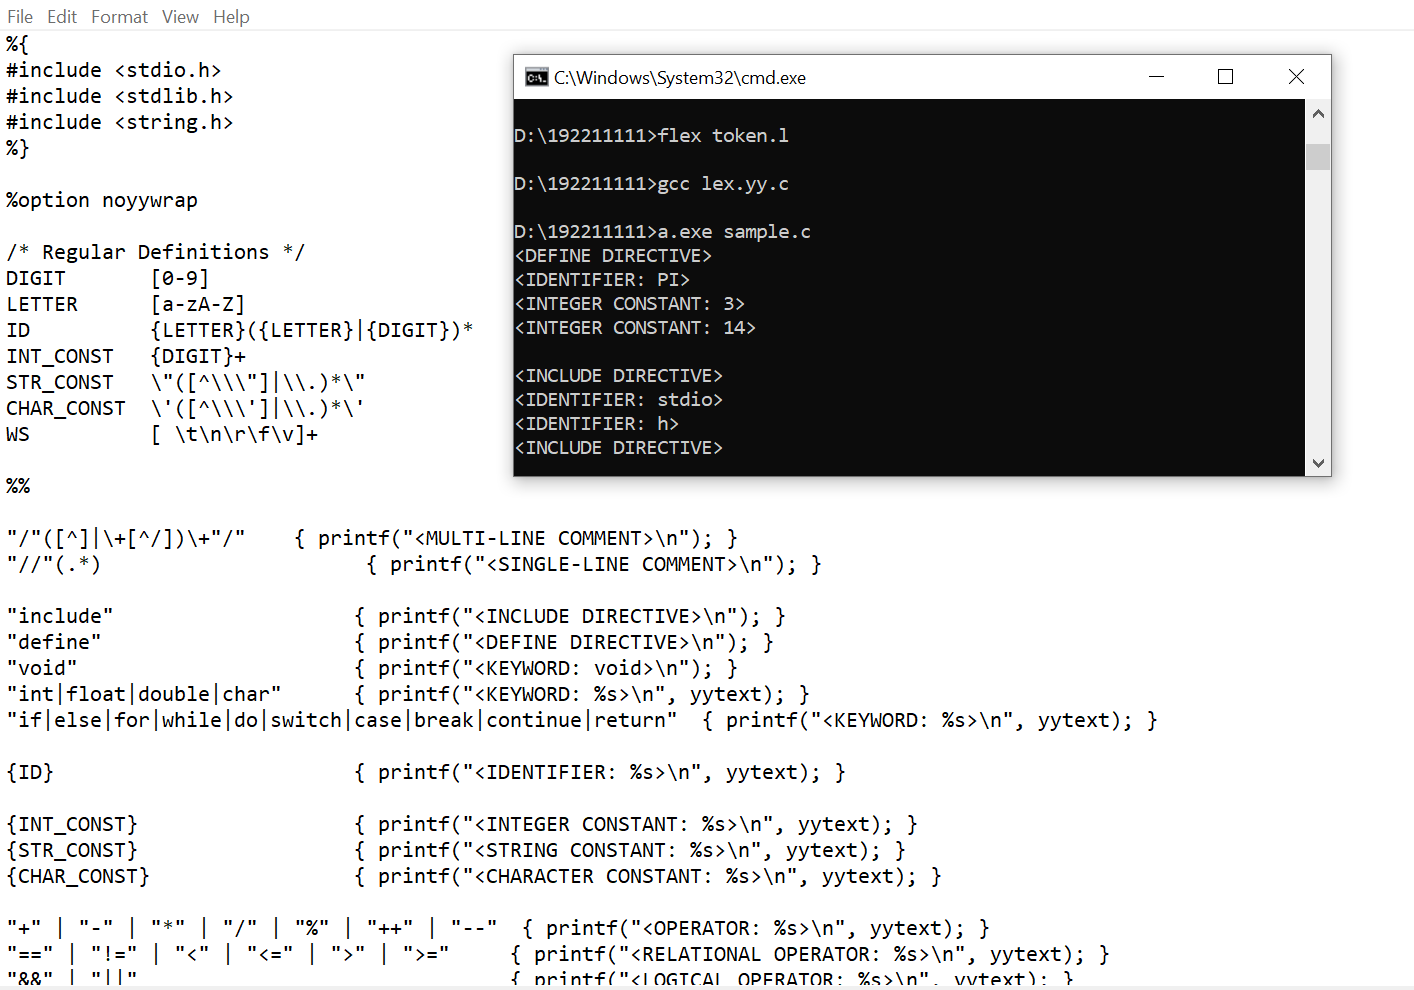 File Edit Format View Help
%{
#include <stdio.h>
#include <stdlib.h>
#include <string.h>
%}
%option noyywrap
/* Regular Definitions */
DIGIT [0-9]
LETTER [a-zA-Z]
ID {LETTER}({LETTER}|{DIGIT})*
INT_CONST {DIGIT}+
STR_CONST \"([^\\\"]|\\.)*\"
CHAR_CONST \'([^\\\']|\\.)*\'
WS [ \t\n\r\f\v]+
%%
"/"([^]|\+[^/])\+"/" { printf("<MULTI-LINE COMMENT>\n"); }
"//"(.*) { printf("<SINGLE-LINE COMMENT>\n"); }
"include" { printf("<INCLUDE DIRECTIVE>\n"); }
"define" { printf("<DEFINE DIRECTIVE>\n"); }
"void" { printf("<KEYWORD: void>\n"); }
"int|float|double|char" { printf("<KEYWORD: %s>\n", yytext); }
"if|else|for|while|do|switch|case|break|continue|return" { printf("<KEYWORD: %s>\n", yytext); }
{ID} { printf("<IDENTIFIER: %s>\n", yytext); }
{INT_CONST} { printf("<INTEGER CONSTANT: %s>\n", yytext); }
{STR_CONST} { printf("<STRING CONSTANT: %s>\n", yytext); }
{CHAR_CONST} { printf("<CHARACTER CONSTANT: %s>\n", yytext); }
"+" | "-" | "*" | "/" | "%" | "++" | "--" { printf("<OPERATOR: %s>\n", yytext); }
"==" | "!=" | "<" | "<=" | ">" | ">=" { printf("<RELATIONAL OPERATOR: %s>\n", yytext); }
"&&" | "||" { printf("<LOGICAL OPERATOR: %s>\n", yytext); }
C:\Windows\System32\cmd.exe
D:\192211111>flex token.l
D:\192211111>gcc lex.yy.c
D:\192211111>a.exe sample.c
<DEFINE DIRECTIVE>
<IDENTIFIER: PI>
<INTEGER CONSTANT: 3>
<INTEGER CONSTANT: 14>
<INCLUDE DIRECTIVE>
<IDENTIFIER: stdio>
<IDENTIFIER: h>
<INCLUDE DIRECTIVE>